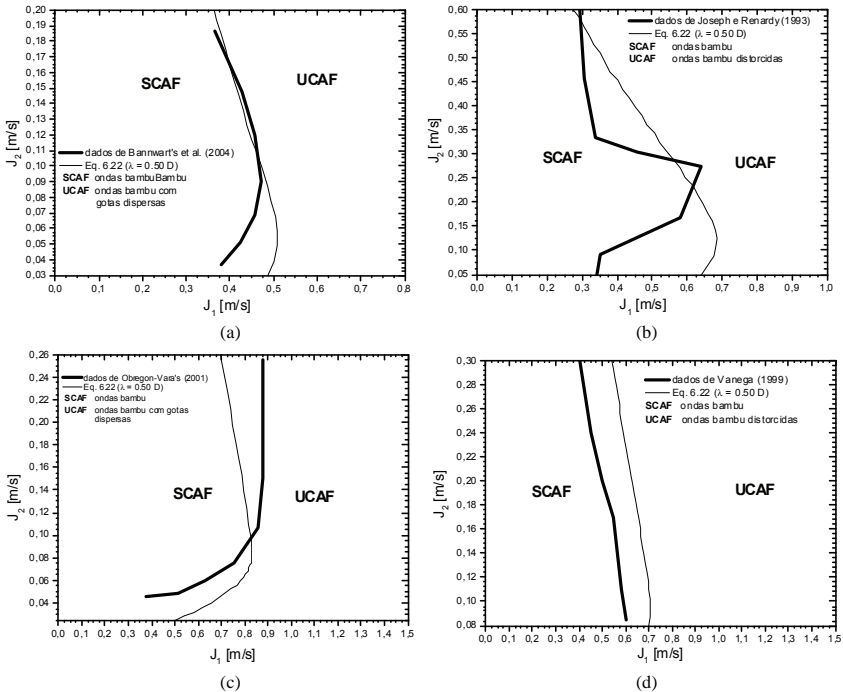 0,20
0,19
0,18
0,17
0,16
0,15
0,14
0,13
0,12
0,11
0,10
0,09
0,08
0,07
0,06
0,05
0,04
0,03
J2 [m/s]
SCAF
UCAF
dados de Bannwart's et al. (2004)
Eq. 6.22 (λ = 0.50 D)
SCAF ondas bambuBambu
UCAF ondas bambu com
gotas dispersas
0,0 0,1 0,2 0,3 0,4 0,5 0,6 0,7 0,8
J1 [m/s]
(a)
0,60
0,55
0,50
0,45
0,40
0,35
0,30
0,25
0,20
0,15
0,10
0,05
J2 [m/s]
dados de Joseph e Renardy (1993)
Eq. 6.22 (λ = 0.50 D)
SCAF ondas bambu
UCAF ondas bambu distorcidas
SCAF
UCAF
0,0 0,1 0,2 0,3 0,4 0,5 0,6 0,7 0,8 0,9 1,0
J1 [m/s]
(b)
0,26
0,24
0,22
0,20
0,18
0,16
0,14
0,12
0,10
0,08
0,06
0,04
J2 [m/s]
dados de Obregon-Vara's (2001)
Eq. 6.22 (λ = 0.50 D)
SCAF ondas bambu
UCAF ondas bambu com gotas
dispersas
SCAF
UCAF
0,0 0,1 0,2 0,3 0,4 0,5 0,6 0,7 0,8 0,9 1,0 1,1 1,2 1,3 1,4 1,5
J1 [m/s]
(c)
0,30
0,28
0,26
0,24
0,22
0,20
0,18
0,16
0,14
0,12
0,10
0,08
J2 [m/s]
dados de Vanega (1999)
Eq. 6.22 (λ = 0.50 D)
SCAF ondas bambu
UCAF ondas bambu distorcidas
SCAF
UCAF
0,0 0,1 0,2 0,3 0,4 0,5 0,6 0,7 0,8 0,9 1,0 1,1 1,2 1,3 1,4 1,5
J1 [m/s]
(d)